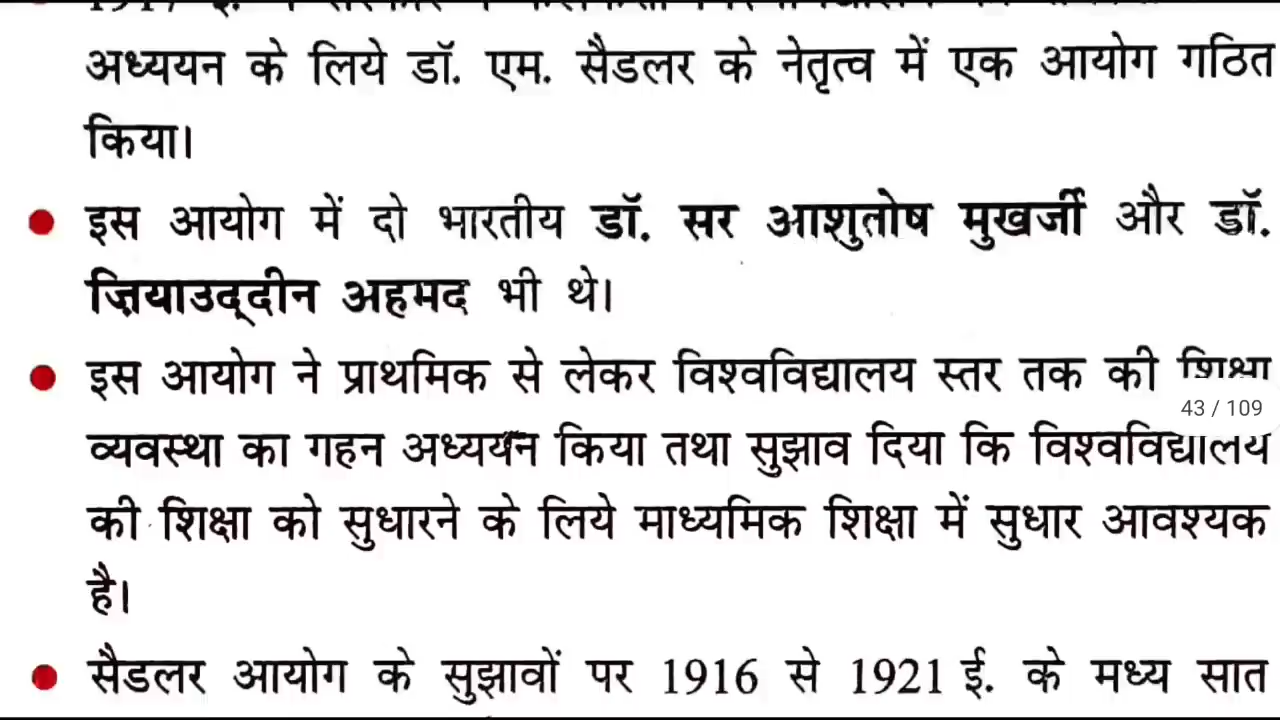 अध्ययन के लिये डॉ. एम. सैडलर के नेतृत्व में एक आयोग गठित
किया।
इस आयोग में दो भारतीय डॉ. सर आशुतोष मुखर्जी और डॉ.
ज़ियाउद्दीन अहमद भी थे।
इस आयोग ने प्राथमिक से लेकर विश्वविद्यालय स्तर तक की शिक्षा
43 / 109
व्यवस्था का गहन अध्ययन किया तथा सुझाव दिया कि विश्वविद्यालय
की शिक्षा को सुधारने के लिये माध्यमिक शिक्षा में सुधार आवश्यक
है।
सैडलर आयोग के सुझावों पर 1916 से 1921 ई. के मध्य सात